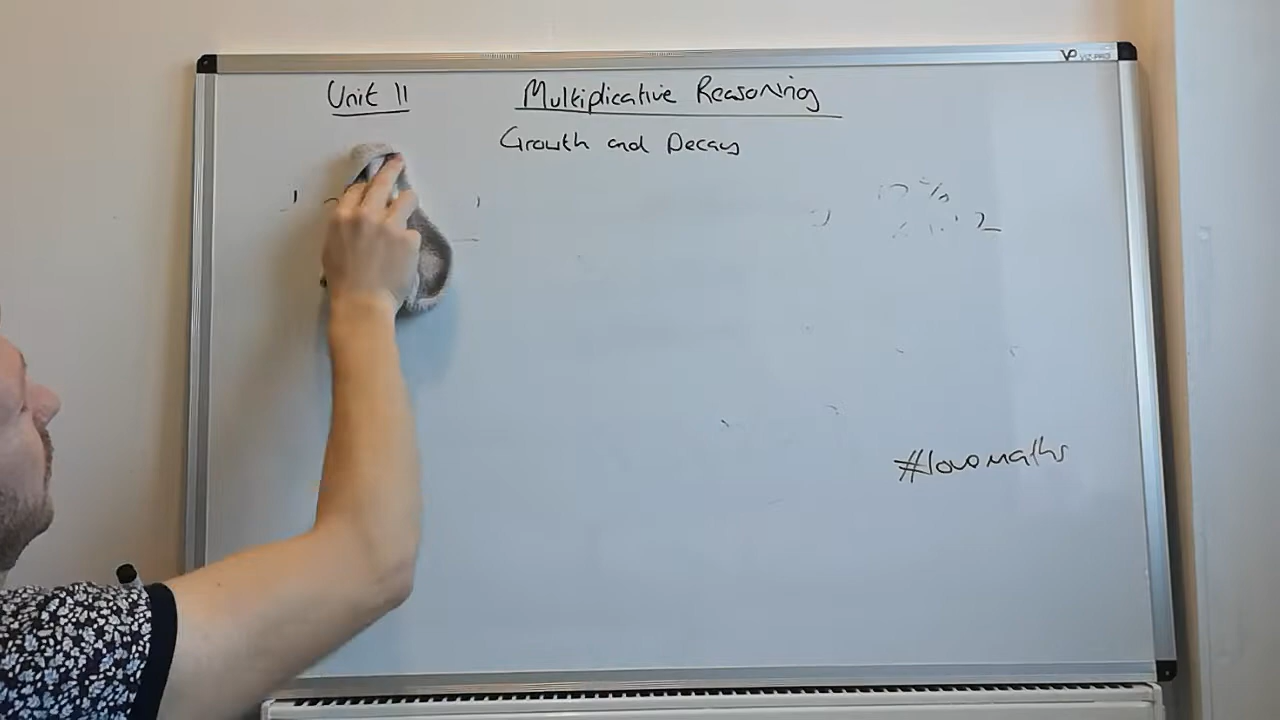 Unit 11
Multiplicative Reasoning
Growth and Decay
#lovemaths